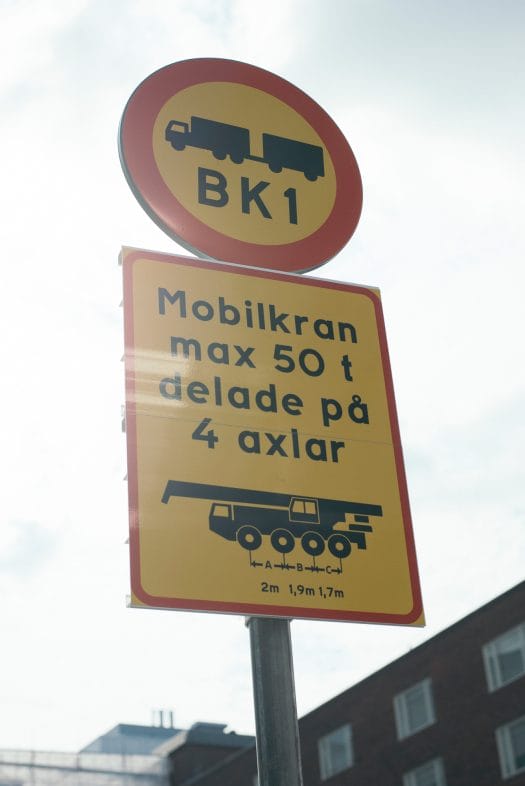 BK1
Mobilkran
max 50 t
delade på
4 axlar
A B C
2m 1,9m 1,7m